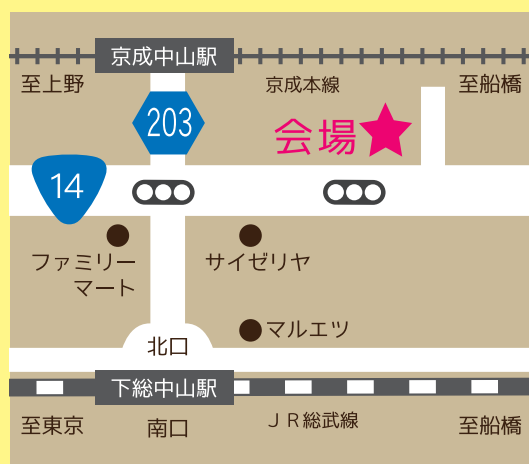 京成中山駅
至上野
京成本線
至船橋
203
会場
14
ファミリー
マート
サイゼリヤ
マルエツ
北口
下総中山駅
至東京
南口
JR総武線
至船橋